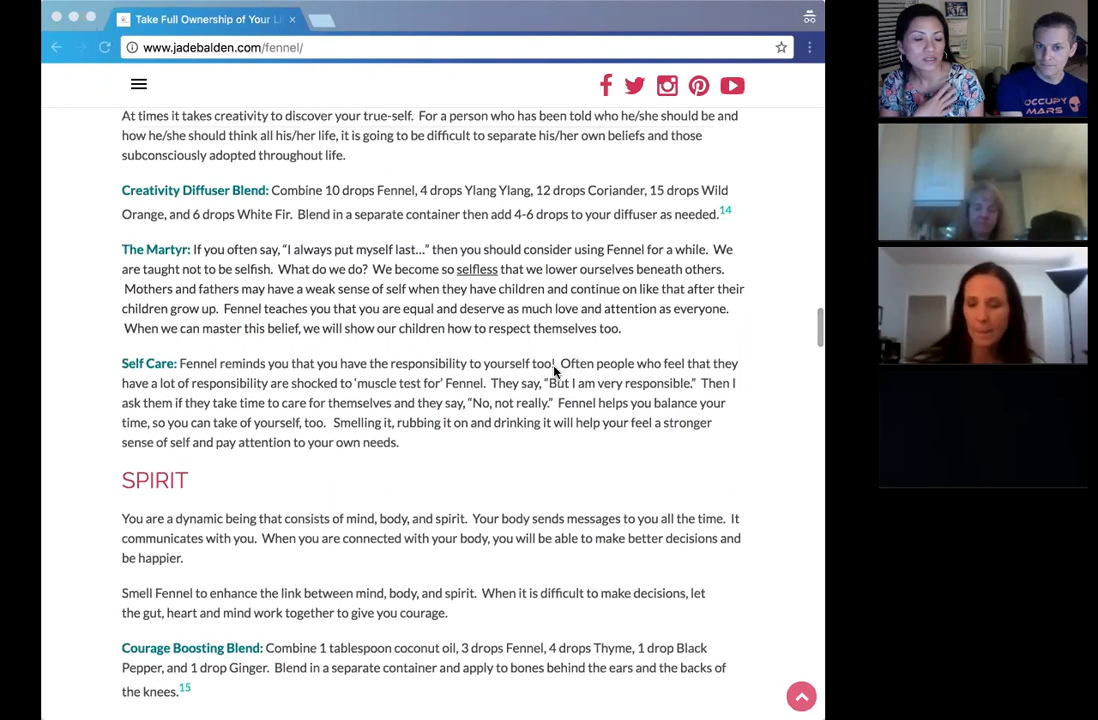 Take Full Ownership of Your Li
www.jadebalden.com/fennel/
At times it takes creativity to discover your true-self.  For a person who has been told who he/she should be and
how he/she should think all his/her life, it is going to be difficult to separate his/her own beliefs and those
subconsciously adopted throughout life.
Creativity Diffuser Blend: Combine 10 drops Fennel, 4 drops Ylang Ylang, 12 drops Coriander, 15 drops Wild
Orange, and 6 drops White Fir.  Blend in a separate container then add 4-6 drops to your diffuser as needed.14
The Martyr: If you often say, “I always put myself last…” then you should consider using Fennel for a while.  We
are taught not to be selfish.  What do we do?  We become so selfless that we lower ourselves beneath others.
Mothers and fathers may have a weak sense of self when they have children and continue on like that after their
children grow up.  Fennel teaches you that you are equal and deserve as much love and attention as everyone.
When we can master this belief, we will show our children how to respect themselves too.
Self Care: Fennel reminds you that you have the responsibility to yourself too!  Often people who feel that they
have a lot of responsibility are shocked to ‘muscle test for’ Fennel.  They say, “But I am very responsible.”  Then I
ask them if they take time to care for themselves and they say, “No, not really.”  Fennel helps you balance your
time, so you can take of yourself, too.   Smelling it, rubbing it on and drinking it will help your feel a stronger
sense of self and pay attention to your own needs.
SPIRIT
You are a dynamic being that consists of mind, body, and spirit.  Your body sends messages to you all the time.  It
communicates with you.  When you are connected with your body, you will be able to make better decisions and
be happier.
Smell Fennel to enhance the link between mind, body, and spirit.  When it is difficult to make decisions, let
the gut, heart and mind work together to give you courage.
Courage Boosting Blend: Combine 1 tablespoon coconut oil, 3 drops Fennel, 4 drops Thyme, 1 drop Black
Pepper, and 1 drop Ginger.  Blend in a separate container and apply to bones behind the ears and the backs of
the knees.15
OCCUPY
MARS